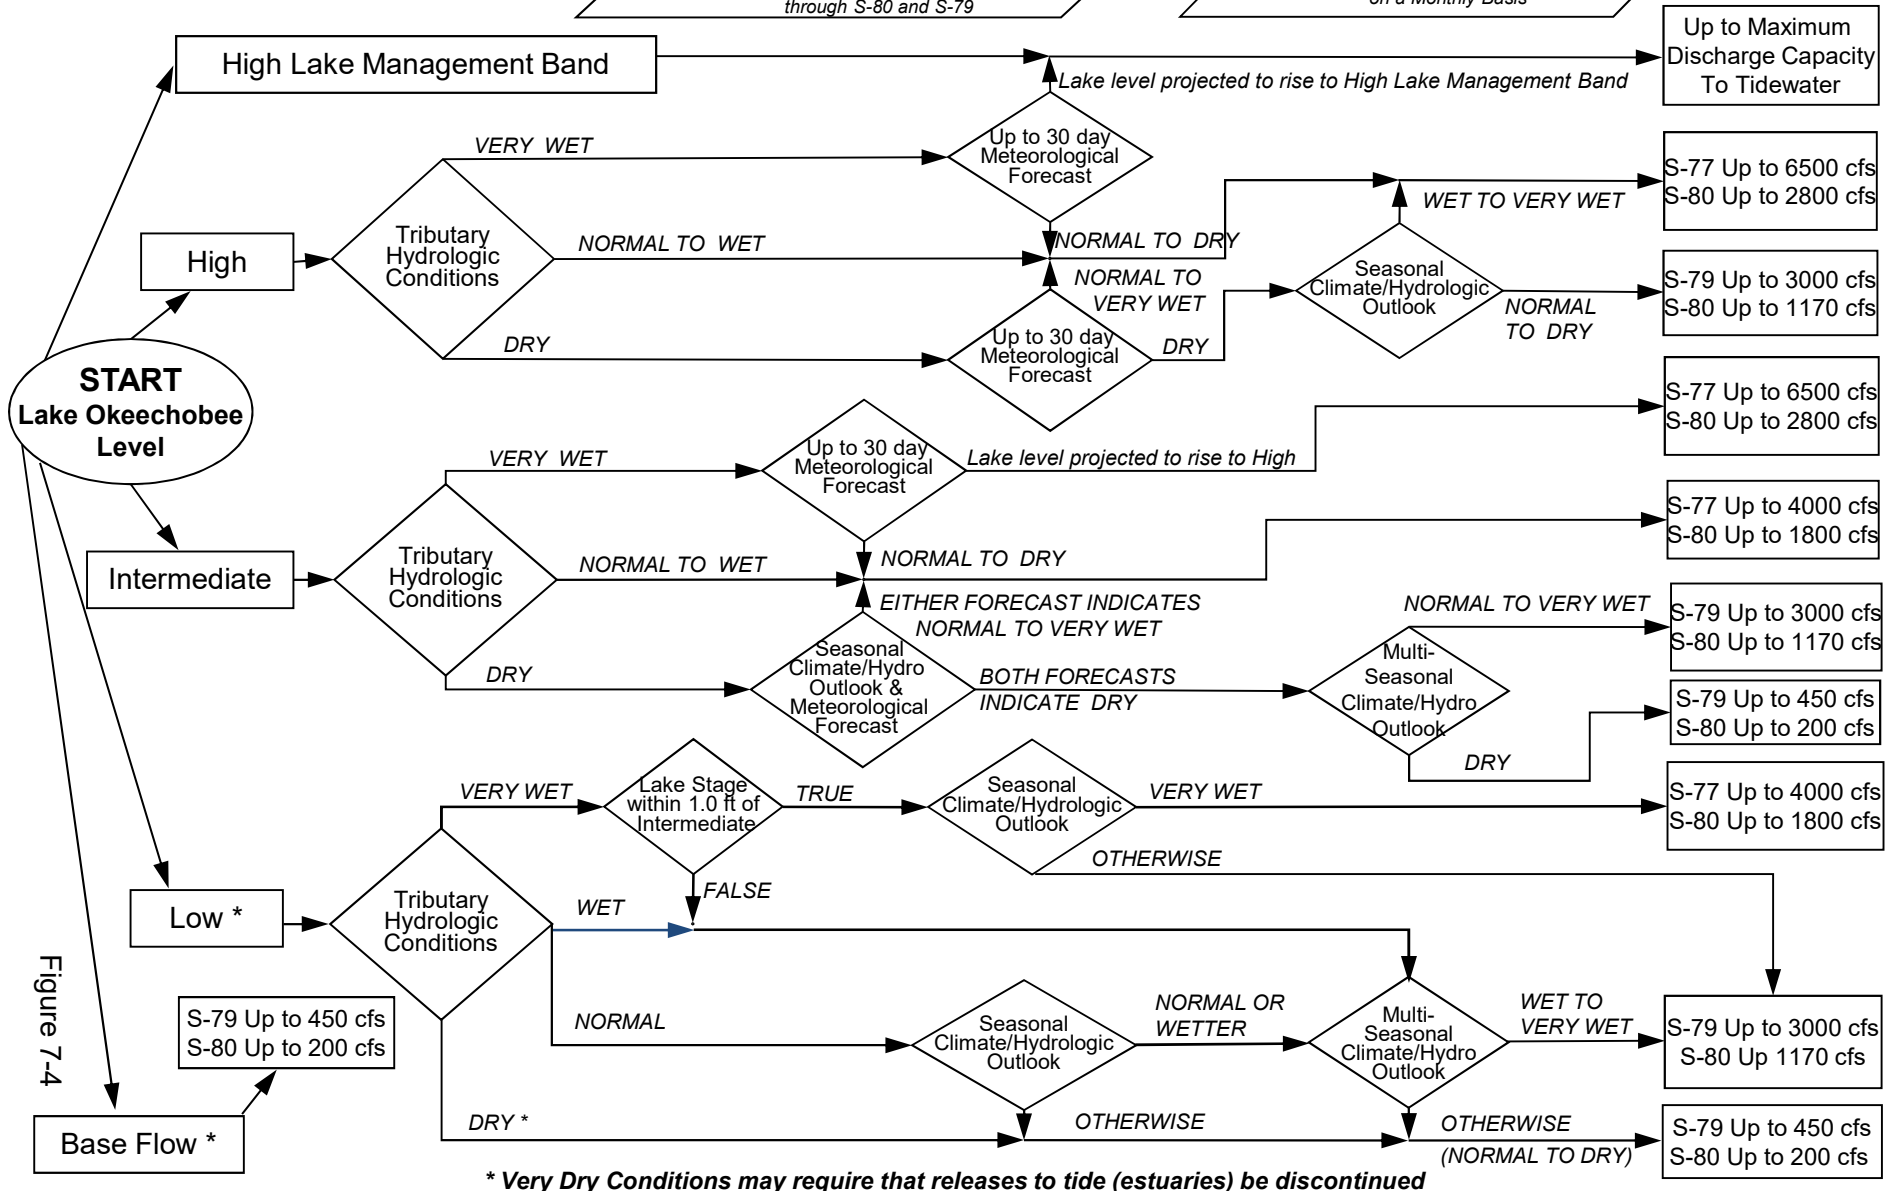 through S-80 and S-79
on a Monthly Basis
Up to Maximum
Discharge Capacity
To Tidewater
High Lake Management Band
Lake level projected to rise to High Lake Management Band
VERY WET
Up to 30 day
Meteorological
Forecast
S-77 Up to 6500 cfs
S-80 Up to 2800 cfs
WET TO VERY WET
High
Tributary
Hydrologic
Conditions
NORMAL TO WET
NORMAL TO DRY
NORMAL TO
VERY WET
Seasonal
Climate/Hydrologic
Outlook
NORMAL
TO DRY
S-79 Up to 3000 cfs
S-80 Up to 1170 cfs
DRY
Up to 30 day
Meteorological
Forecast
DRY
START
Lake Okeechobee
Level
S-77 Up to 6500 cfs
S-80 Up to 2800 cfs
VERY WET
Up to 30 day
Meteorological
Forecast
Lake level projected to rise to High
S-77 Up to 4000 cfs
S-80 Up to 1800 cfs
Intermediate
Tributary
Hydrologic
Conditions
NORMAL TO WET
NORMAL TO DRY
EITHER FORECAST INDICATES
NORMAL TO VERY WET
NORMAL TO VERY WET
S-79 Up to 3000 cfs
S-80 Up to 1170 cfs
DRY
Seasonal
Climate/Hydro
Outlook &
Meteorological
Forecast
BOTH FORECASTS
INDICATE DRY
Multi-
Seasonal
Climate/Hydro
Outlook
DRY
S-79 Up to 450 cfs
S-80 Up to 200 cfs
VERY WET
Lake Stage
within 1.0 ft of
Intermediate
TRUE
Seasonal
Climate/Hydrologic
Outlook
VERY WET
S-77 Up to 4000 cfs
S-80 Up to 1800 cfs
OTHERWISE
FALSE
Low *
Tributary
Hydrologic
Conditions
WET
NORMAL
Seasonal
Climate/Hydrologic
Outlook
NORMAL OR
WETTER
Multi-
Seasonal
Climate/Hydro
Outlook
WET TO
VERY WET
S-79 Up to 3000 cfs
S-80 Up 1170 cfs
Figure 7-4
S-79 Up to 450 cfs
S-80 Up to 200 cfs
Base Flow *
DRY *
OTHERWISE
OTHERWISE
(NORMAL TO DRY)
S-79 Up to 450 cfs
S-80 Up to 200 cfs
* Very Dry Conditions may require that releases to tide (estuaries) be discontinued